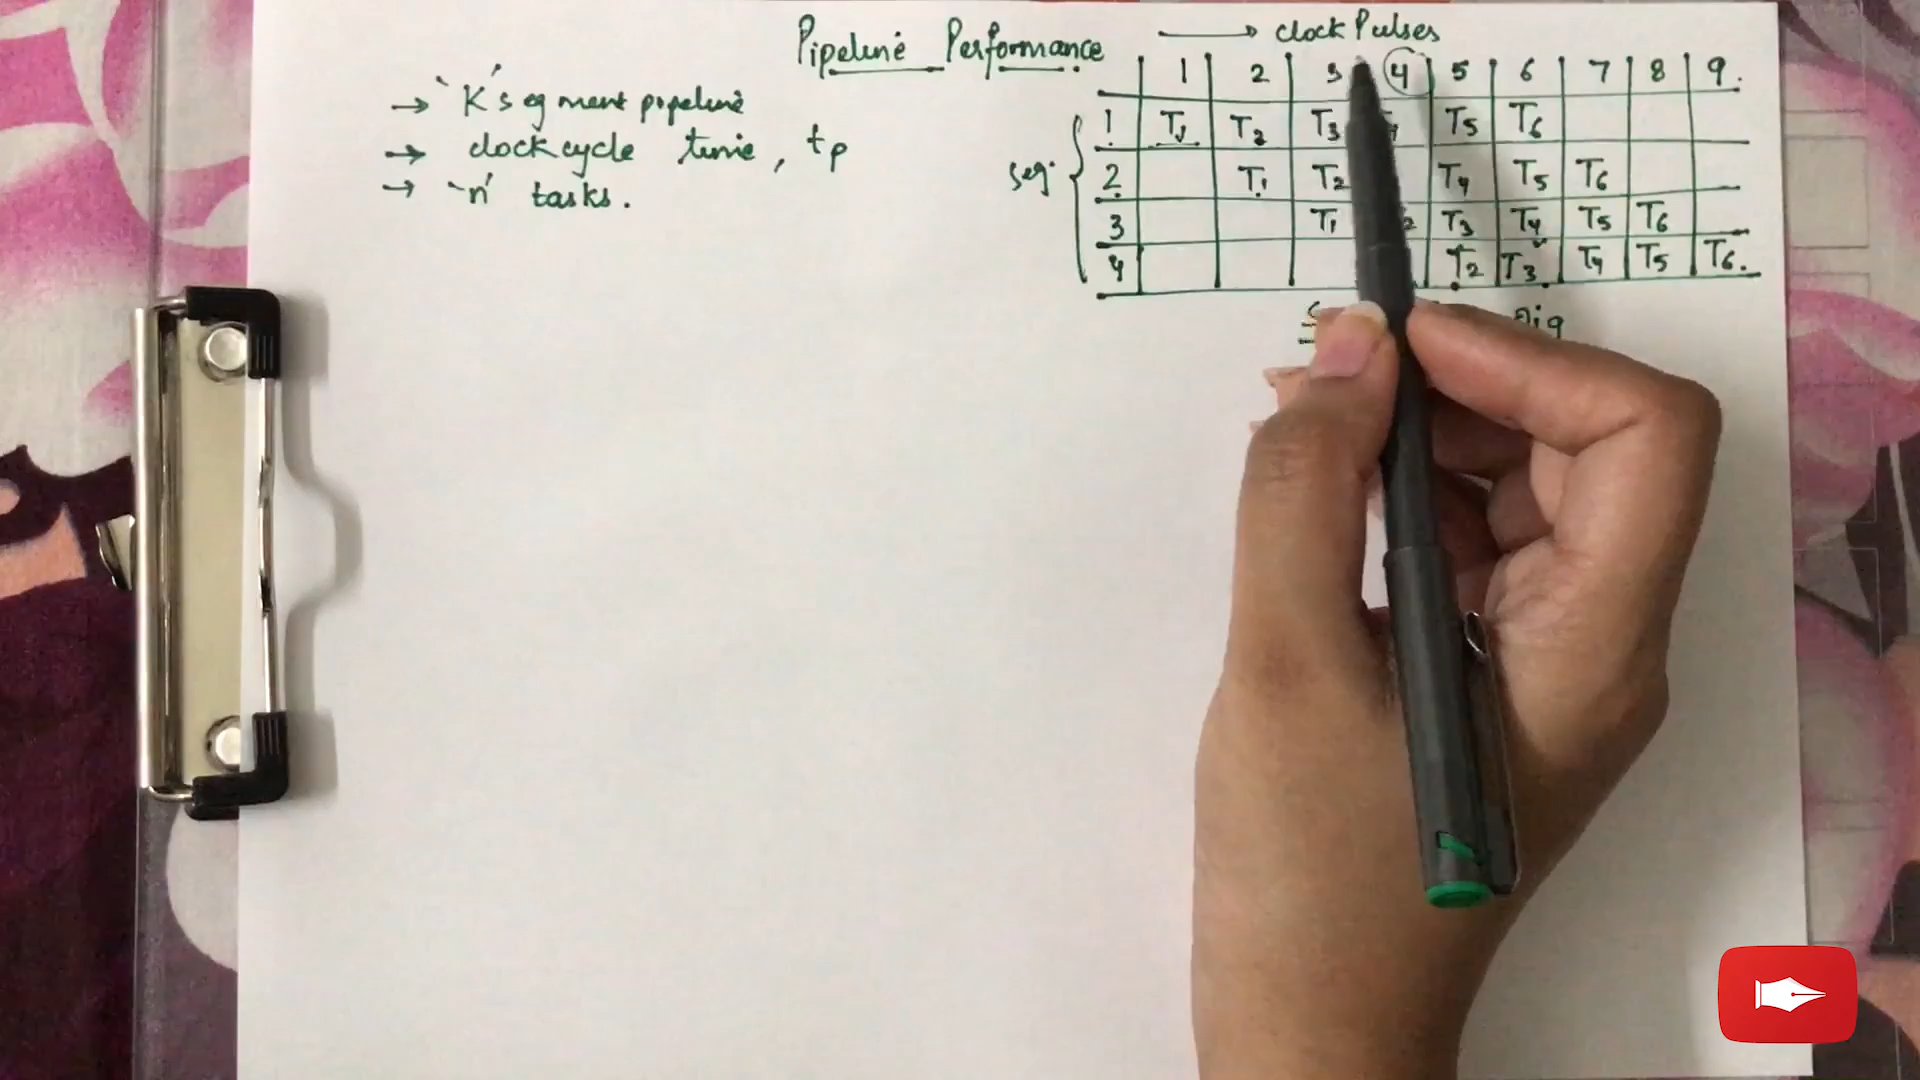 Pipeline Performance → clock Pulses
→ `K' segment pipeline
→ clock cycle time, tp
→ `n' tasks.
1 2 3 4 5 6 7 8 9.
seg.
1 T1 T2 T3 T5 T6
2 T1 T2 T4 T5 T6
3 T1 T3 T4 T5 T6
4 T2 T3 T4 T5 T6.